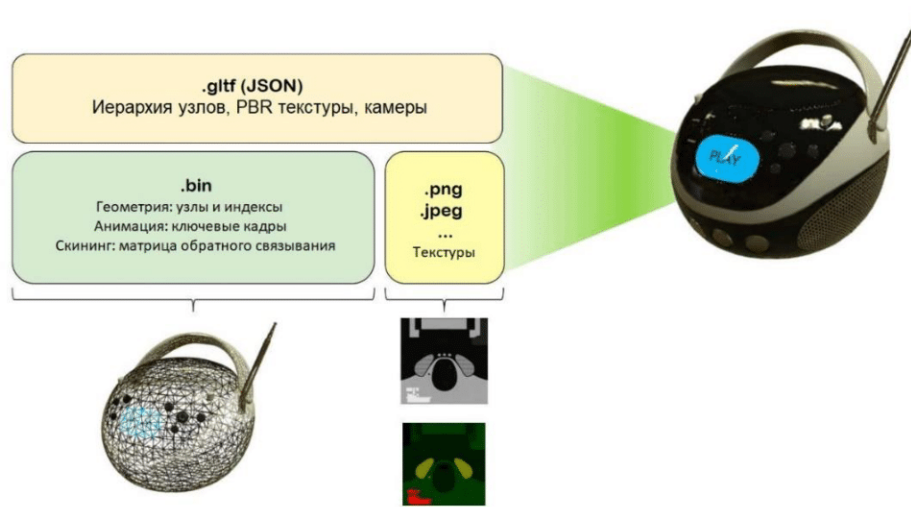 .gltf (JSON)
Иерархия узлов, PBR текстуры, камеры
.bin
Геометрия: узлы и индексы
Анимация: ключевые кадры
Скининг: матрица обратного связывания
.png
.jpeg
...
Текстуры
PLAY